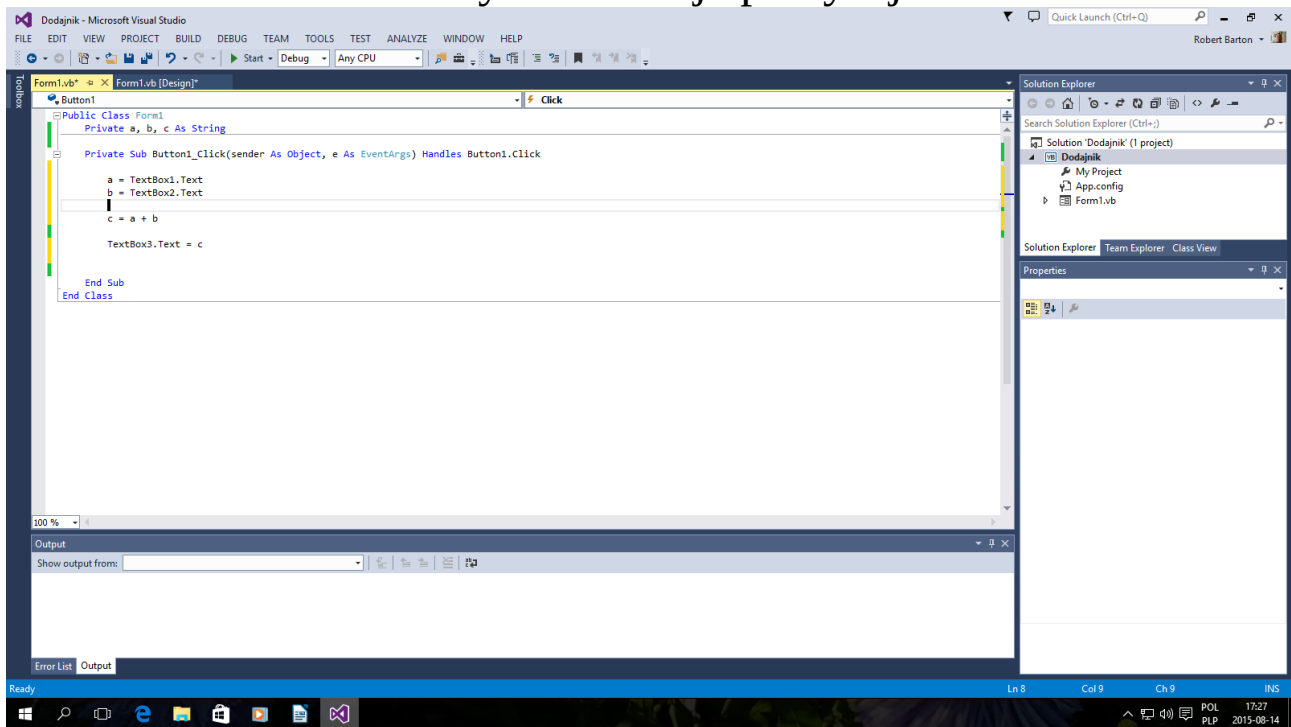 Dodajnik - Microsoft Visual Studio
Quick Launch (Ctrl+Q)
FILE EDIT VIEW PROJECT BUILD DEBUG TEAM TOOLS TEST ANALYZE WINDOW HELP
Robert Barton
Start Debug Any CPU
Toolbox
Form1.vb* Form1.vb [Design]*
Button1 Click
Public Class Form1
Private a, b, c As String
Private Sub Button1_Click(sender As Object, e As EventArgs) Handles Button1.Click
a = TextBox1.Text
b = TextBox2.Text
c = a + b
TextBox3.Text = c
End Sub
End Class
100 %
Solution Explorer
Search Solution Explorer (Ctrl+;)
Solution 'Dodajnik' (1 project)
VB Dodajnik
My Project
App.config
Form1.vb
Solution Explorer Team Explorer Class View
Properties
Output
Show output from:
Error List Output
Ready
Ln 8 Col 9 Ch 9 INS
POL 17:27
PLP 2015-08-14